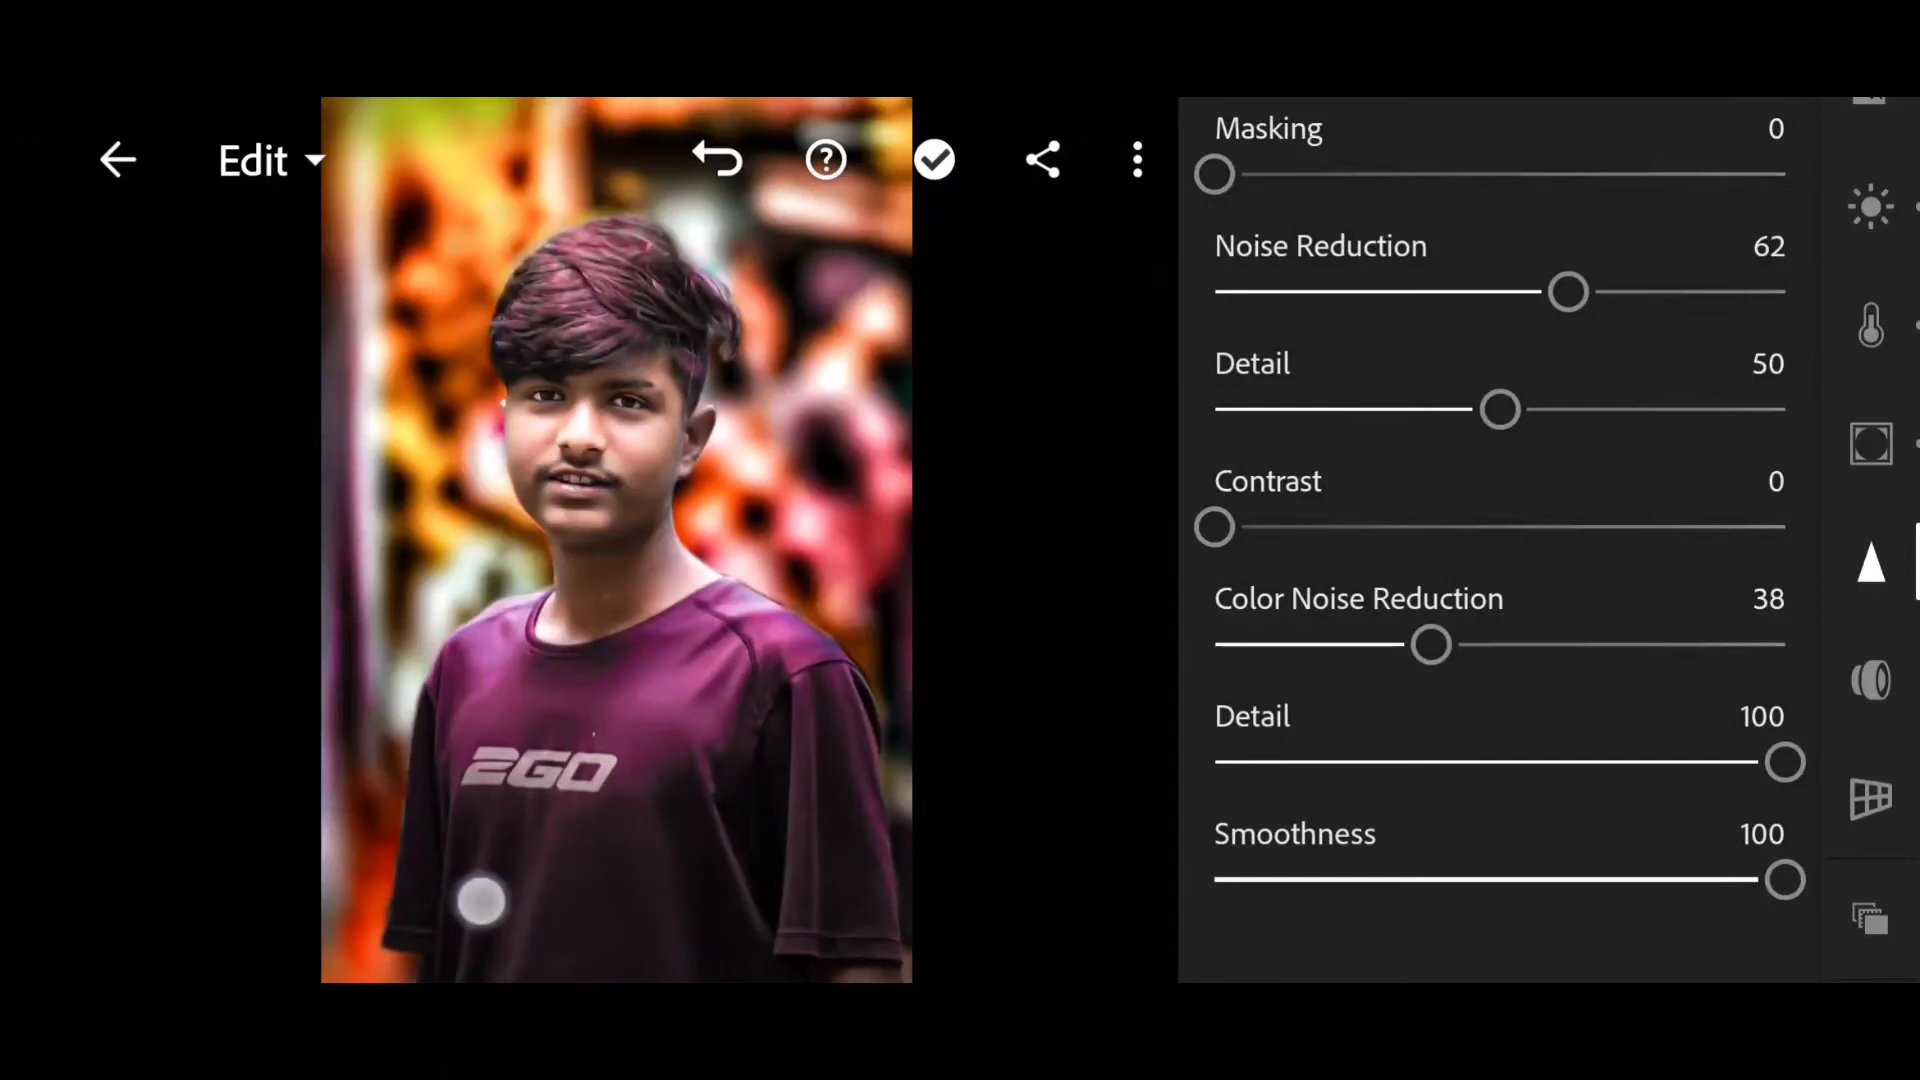 Edit
Masking 0
Noise Reduction 62
Detail 50
Contrast 0
Color Noise Reduction 38
Detail 100
Smoothness 100
2GO